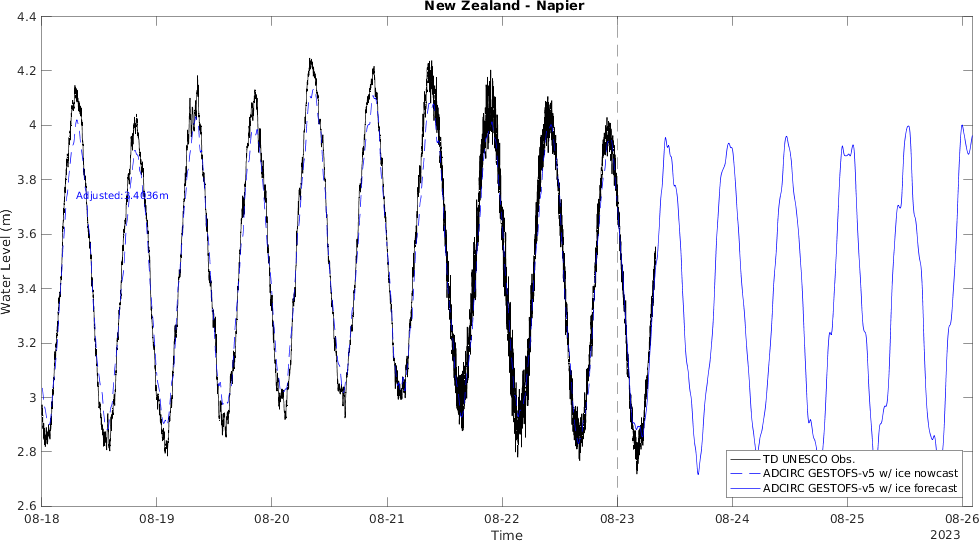 New Zealand - Napier
4.4
4.2
4
3.8
3.6
3.4
3.2
3
2.8
2.6
Water Level (m)
Adjusted:3.4636m
TD UNESCO Obs.
ADCIRC GESTOFS-v5 w/ ice nowcast
ADCIRC GESTOFS-v5 w/ ice forecast
08-18
08-19
08-20
08-21
08-22
08-23
08-24
08-25
08-26
Time
2023